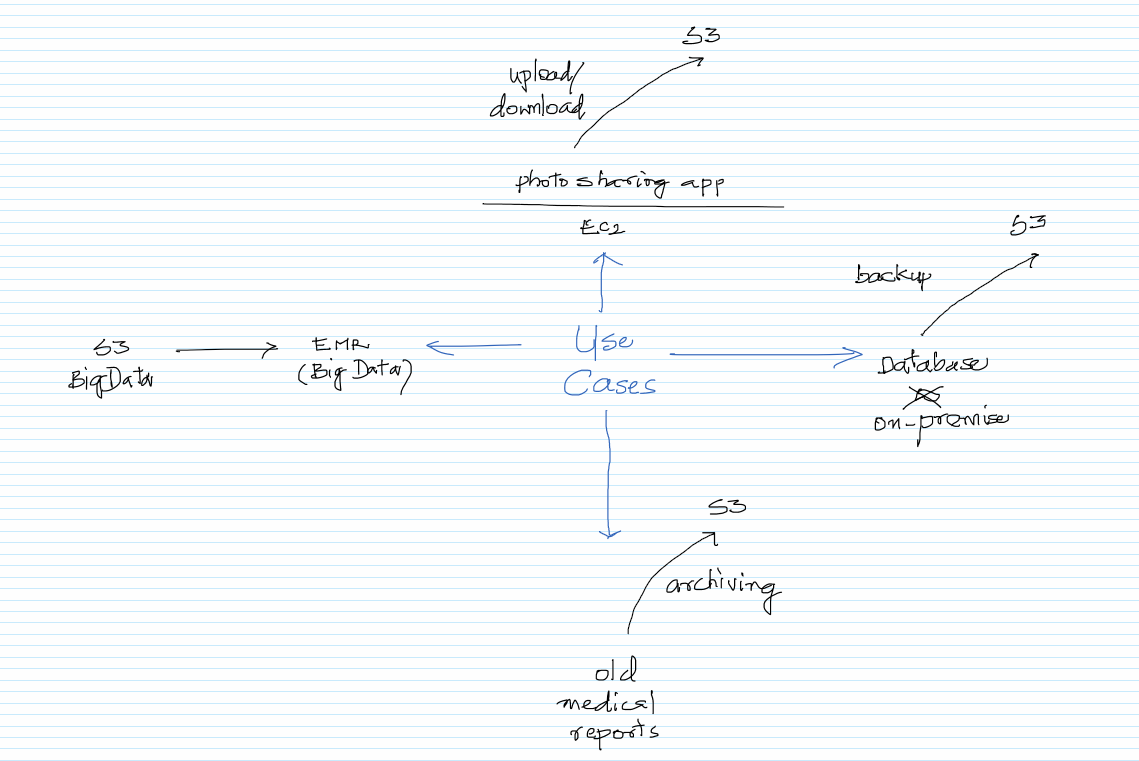 S3
upload/
download
photo sharing app
EC2
S3
backup
Use
Cases
S3
BigData
EMR
(Big Data)
Database
on-premise
S3
archiving
old
medical
reports